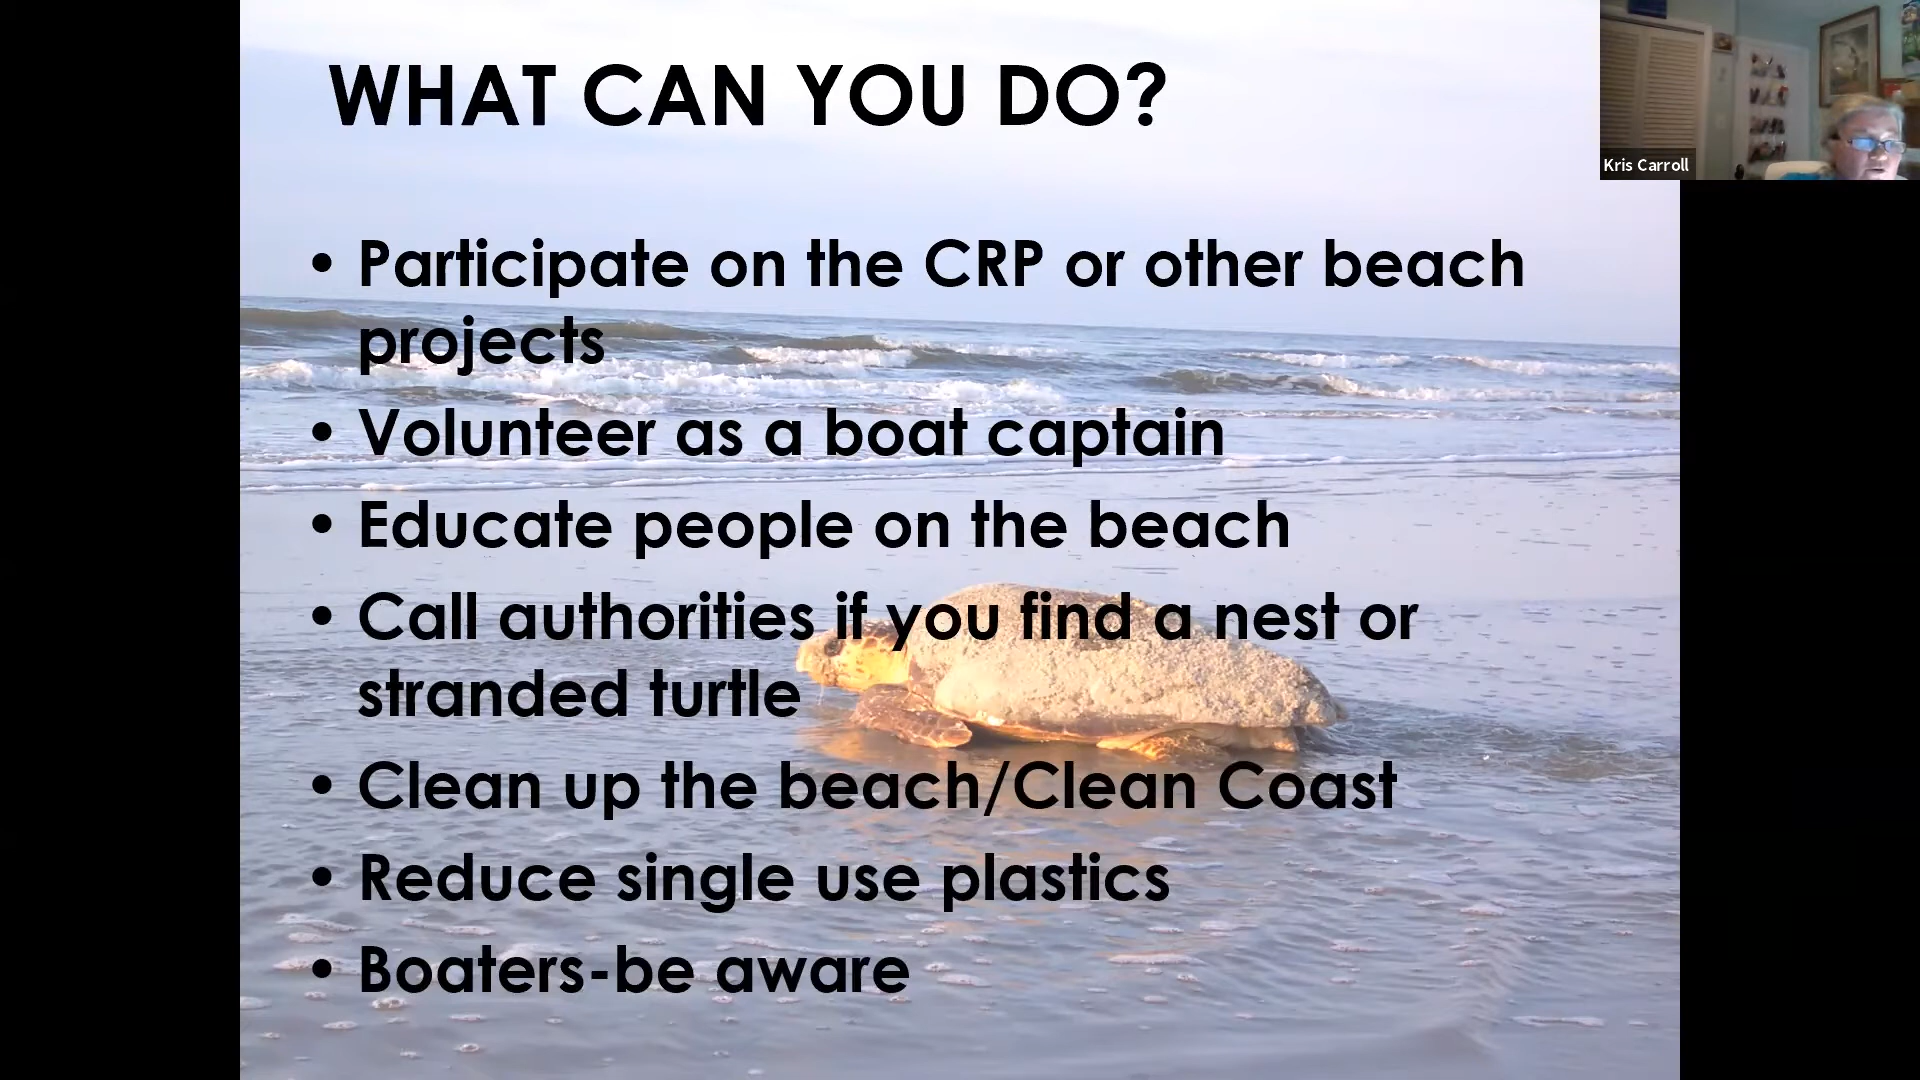 WHAT CAN YOU DO?
Kris Carroll
• Participate on the CRP or other beach
projects
• Volunteer as a boat captain
• Educate people on the beach
• Call authorities if you find a nest or
stranded turtle
• Clean up the beach/Clean Coast
• Reduce single use plastics
• Boaters-be aware